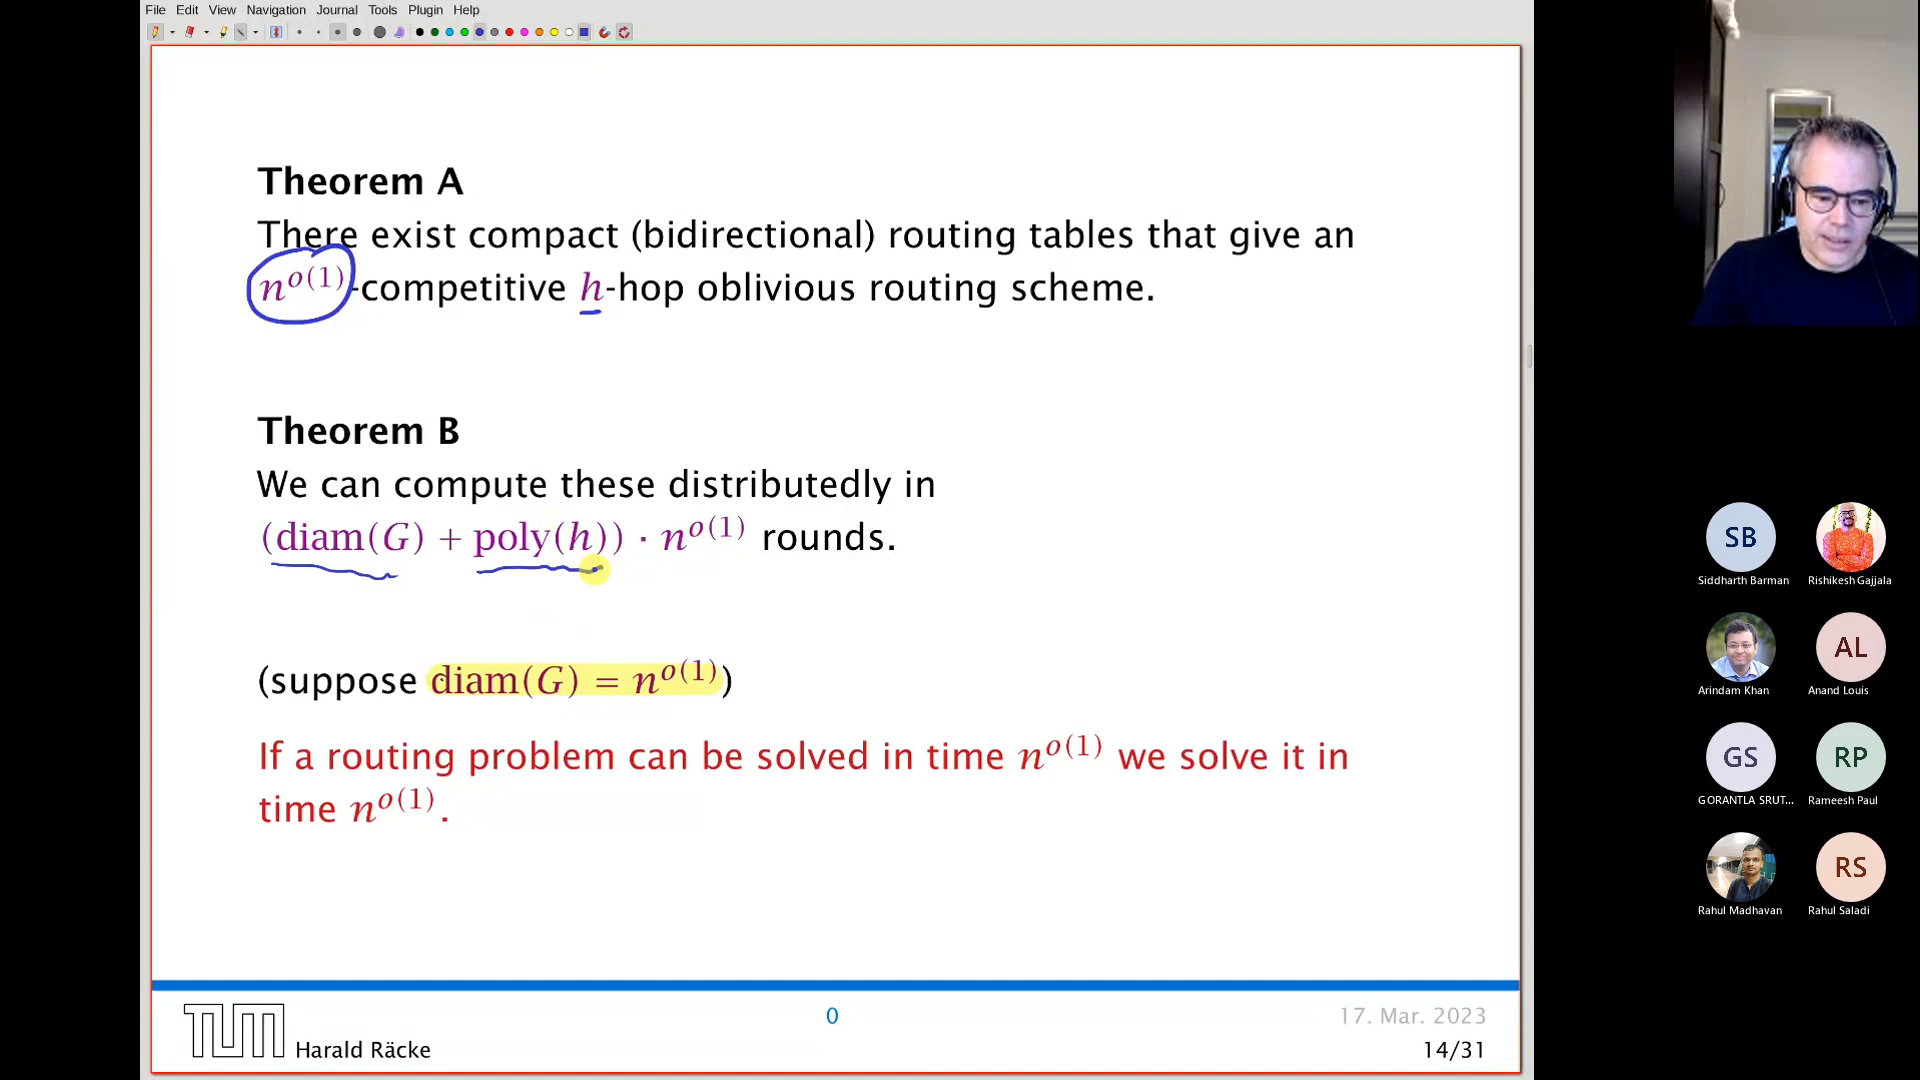 File Edit View Navigation Journal Tools Plugin Help
Theorem A
There exist compact (bidirectional) routing tables that give an
n^{o(1)}-competitive h-hop oblivious routing scheme.
Theorem B
We can compute these distributedly in
(diam(G) + poly(h)) · n^{o(1)} rounds.
(suppose diam(G) = n^{o(1)})
If a routing problem can be solved in time n^{o(1)} we solve it in
time n^{o(1)}.
TUM
Harald Räcke
0
17. Mar. 2023
14/31
SB
Siddharth Barman
Rishikesh Gajjala
Arindam Khan
AL
Anand Louis
GS
GORANTLA SRUT...
RP
Rameesh Paul
Rahul Madhavan
RS
Rahul Saladi